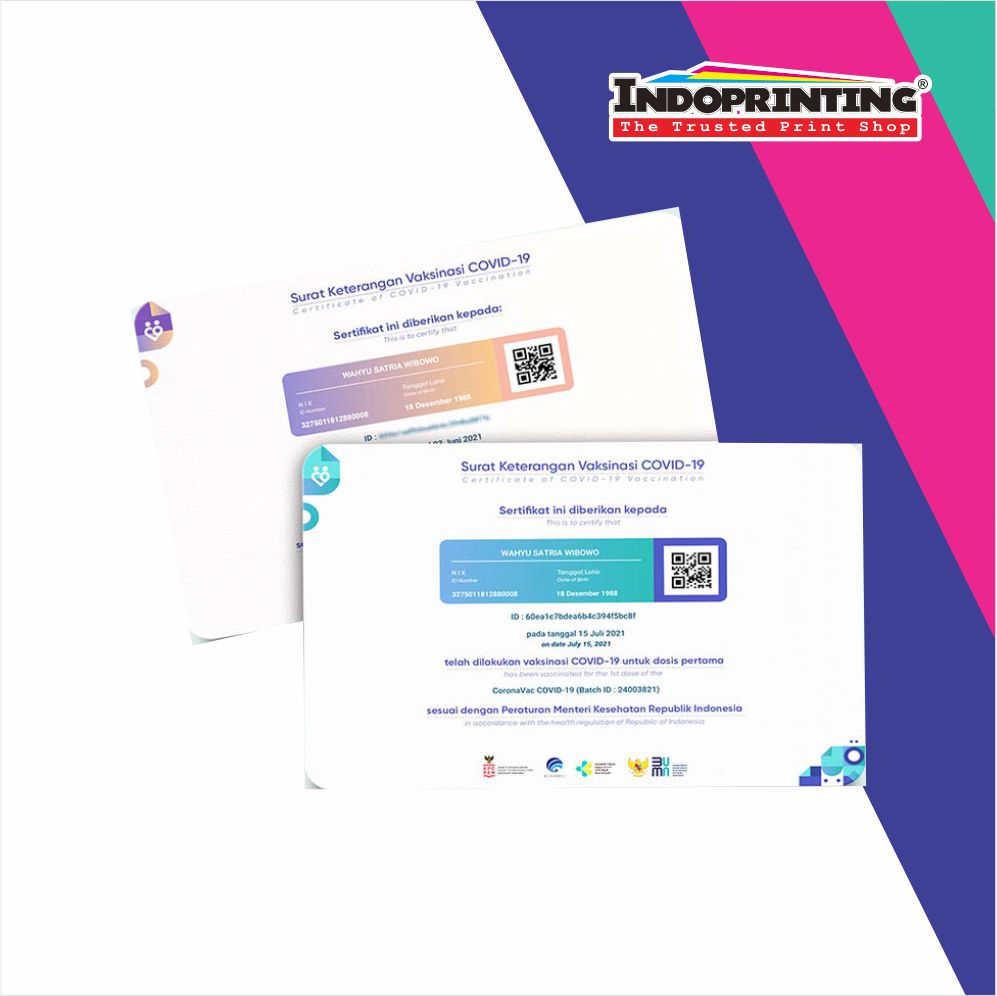 INDOPRINTING®
The Trusted Print Shop
Surat Keterangan Vaksinasi COVID-19
Certificate of COVID-19 Vaccination
Sertifikat ini diberikan kepada:
This is to certify that
WAHYU SATRIA WIBOWO
NIK
Tanggal Lahir
ID Number
Date of Birth
3275011812880008
18 Desember 1988
ID :
Juni 2021
Surat Keterangan Vaksinasi COVID-19
Certificate of COVID-19 Vaccination
Sertifikat ini diberikan kepada
This is to certify that
WAHYU SATRIA WIBOWO
NIK
Tanggal Lahir
ID Number
Date of Birth
3275011812880008
18 Desember 1988
ID : 60ea1c7bdea6b4c394f5bc8f
pada tanggal 15 Juli 2021
on date July 15, 2021
telah dilakukan vaksinasi COVID-19 untuk dosis pertama
has been vaccinated for the 1st dose of the
CoronaVac COVID-19 (Batch ID : 24003821)
sesuai dengan Peraturan Menteri Kesehatan Republik Indonesia
in accordance with the health regulation of Republic of Indonesia
BUMN